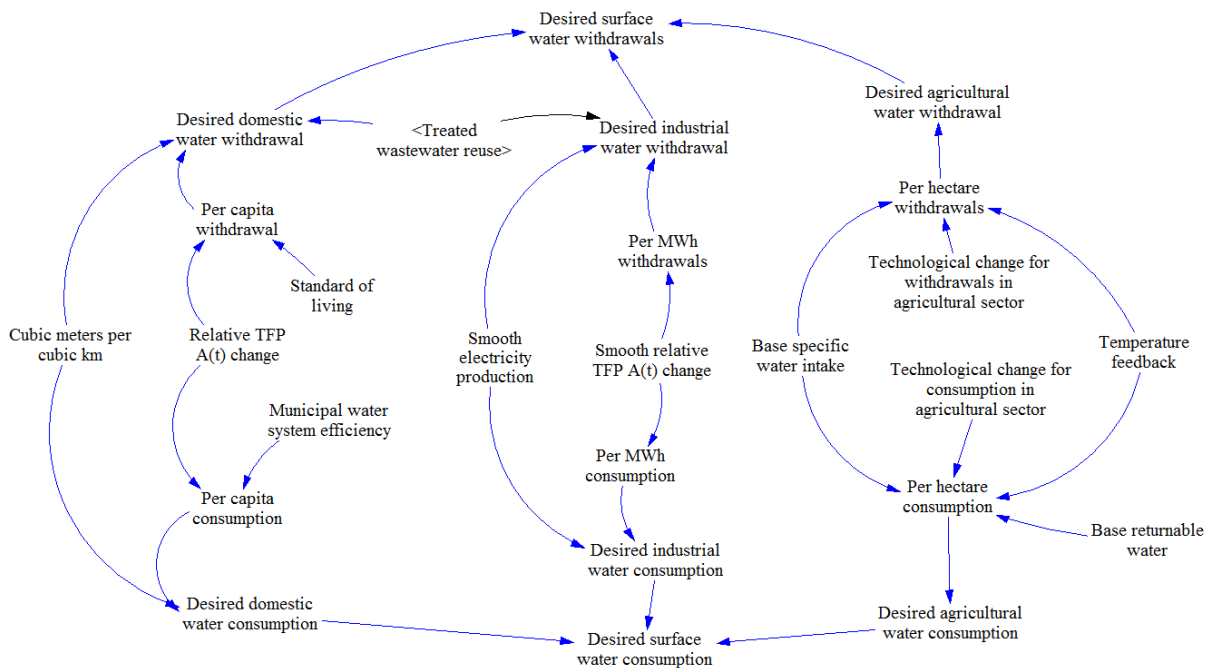 Desired surface
water withdrawals
Desired domestic
water withdrawal
<Treated
wastewater reuse>
Desired industrial
water withdrawal
Desired agricultural
water withdrawal
Per capita
withdrawal
Per MWh
withdrawals
Per hectare
withdrawals
Standard of
living
Technological change for
withdrawals in
agricultural sector
Cubic meters per
cubic km
Relative TFP
A(t) change
Smooth
electricity
production
Smooth relative
TFP A(t) change
Base specific
water intake
Temperature
feedback
Technological change for
consumption in
agricultural sector
Municipal water
system efficiency
Per capita
consumption
Per MWh
consumption
Per hectare
consumption
Base returnable
water
Desired industrial
water consumption
Desired domestic
water consumption
Desired agricultural
water consumption
Desired surface
water consumption